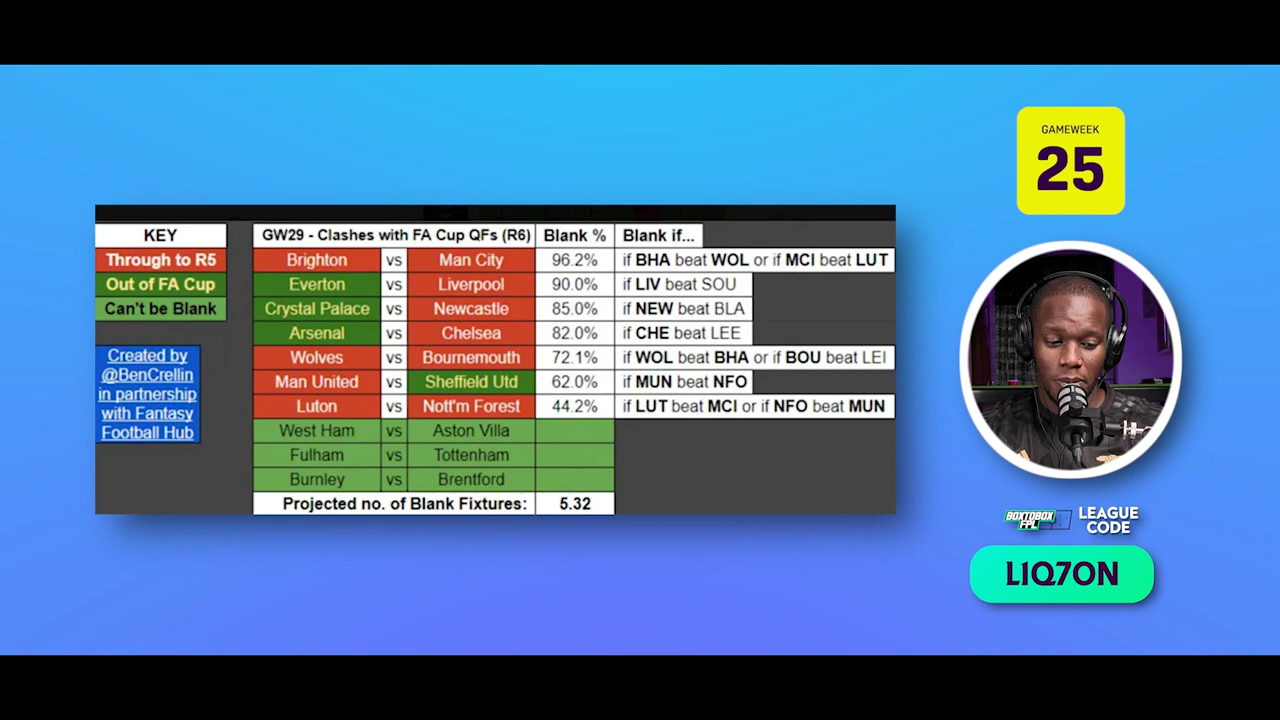 KEY
Through to R5
Out of FA Cup
Can't be Blank
Created by
@BenCrellin
in partnership
with Fantasy
Football Hub
GW29 - Clashes with FA Cup QFs (R6) Blank % Blank if...
Brighton vs Man City 96.2% if BHA beat WOL or if MCI beat LUT
Everton vs Liverpool 90.0% if LIV beat SOU
Crystal Palace vs Newcastle 85.0% if NEW beat BLA
Arsenal vs Chelsea 82.0% if CHE beat LEE
Wolves vs Bournemouth 72.1% if WOL beat BHA or if BOU beat LEI
Man United vs Sheffield Utd 62.0% if MUN beat NFO
Luton vs Nott'm Forest 44.2% if LUT beat MCI or if NFO beat MUN
West Ham vs Aston Villa
Fulham vs Tottenham
Burnley vs Brentford
Projected no. of Blank Fixtures: 5.32
GAMEWEEK
25
BOXTOBOX
FPL
LEAGUE
CODE
L1Q7ON